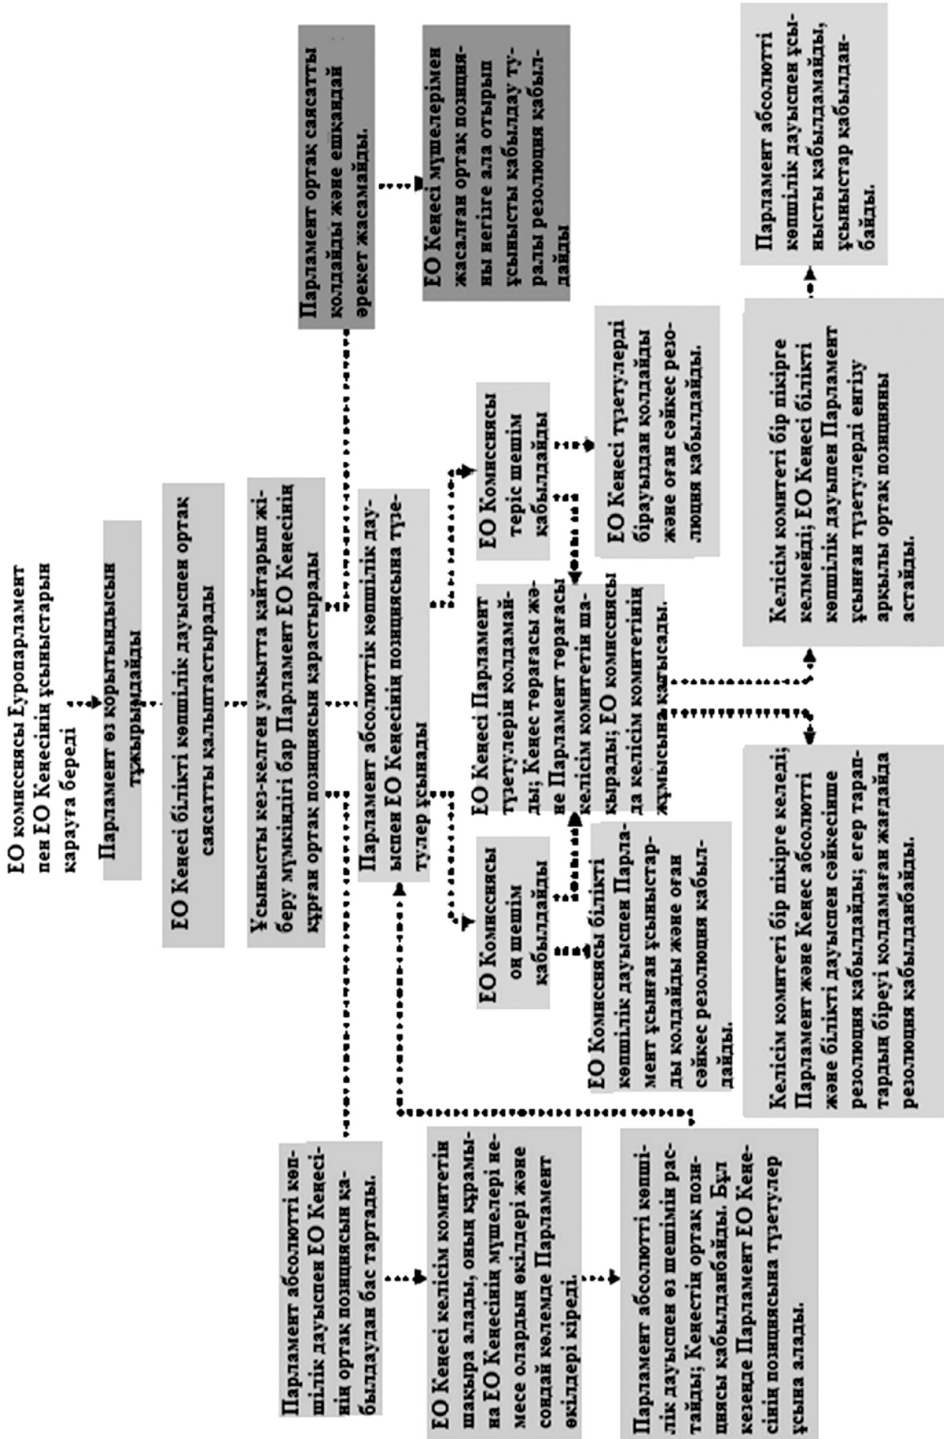 ЕО комиссиясы Еуропарламент
пен ЕО Кеңесінің ұсыныстарын
қарауға береді
Парламент өз қорытындысын
тұжырымдайды
ЕО Кеңесі білікті көпшілік дауыспен ортақ
саясатты қалыптастырады
Ұсынысты кез-келген уақытта қайтарып жі-
беру мүмкіндігі бар Парламент ЕО Кеңесінің
құрған ортақ позициясын қарастырады
Парламент абсолютті көп-
шілік дауыспен ЕО Кеңесі-
нің ортақ позициясын қа-
былдаудан бас тартады.
Парламент абсолюттік көпшілік дау-
ыспен ЕО Кеңесінің позициясына түзе-
тулер ұсынады
Парламент ортақ саясатты
қолдайды және ешқандай
әрекет жасамайды.
ЕО Кеңесі келісім комитетін
шақыра алады, оның құрамы-
на ЕО Кеңесінің мүшелері не-
месе олардың өкілдері және
сондай көлемде Парламент
өкілдері кіреді.
ЕО Комиссиясы
он шешім
қабылдайды
ЕО Кеңесі Парламент
түзетулерін қолдамай-
ды; Кеңес төрағасы жә-
не Парламент төрағасы
келісім комитетін ша-
қырады; ЕО комиссиясы
да келісім комитетінің
жұмысына қатысады.
ЕО Комиссиясы
теріс шешім
қабылдайды
ЕО Кеңесі мүшелерімен
жасалған ортақ позиция-
ны негізге ала отырып
ұсынысты қабылдау ту-
ралы резолюция қабыл-
дайды
Парламент абсолютті көпші-
лік дауыспен өз шешімін рас-
тайды; Кеңестің ортақ пози-
циясы қабылданбайды. Бұл
кезеңде Парламент ЕО Кеңе-
сінің позициясына түзетулер
ұсына алады.
ЕО Комиссиясы білікті
көпшілік дауыспен Парла-
мент ұсынған ұсыныстар-
ды қолдайды және оған
сәйкес резолюция қабыл-
дайды.
ЕО Кеңесі түзетулерді
бірауыздан қолдайды
және оған сәйкес резо-
люция қабылдайды.
Келісім комитеті бір пікірге келеді;
Парламент және Кеңес абсолютті
және білікті дауыспен сәйкесінше
резолюция қабылдайды; егер тарап-
тардың біреуі қолдамаған жағдайда
резолюция қабылданбайды.
Келісім комитеті бір пікірге
келмейді; ЕО Кеңесі білікті
көпшілік дауыпен Парламент
ұсынған түзетулерді енгізу
арқылы ортақ позицияны
астайды.
Парламент абсолютті
көпшілік дауыспен ұсы-
нысты қабылдамайды,
ұсыныстар қабылдан-
байды.